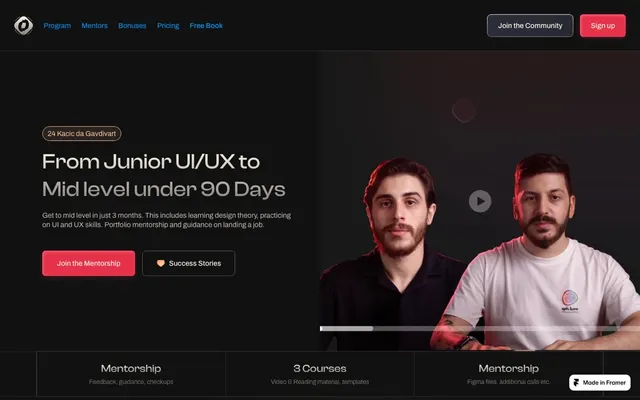 Program Mentors Bonuses Pricing Free Book Join the Community Sign up
24 Kacic da Gavdivart
From Junior UI/UX to
Mid level under 90 Days
Get to mid level in just 3 months. This includes learning design theory, practicing
on UI and UX skills. Portfolio mentorship and guidance on landing a job.
Join the Mentorship Success Stories
Mentorship 3 Courses Mentorship
Feedback, guidance, checkups Video & Reading material, templates Figma files, additional calls etc.
Made in Framer